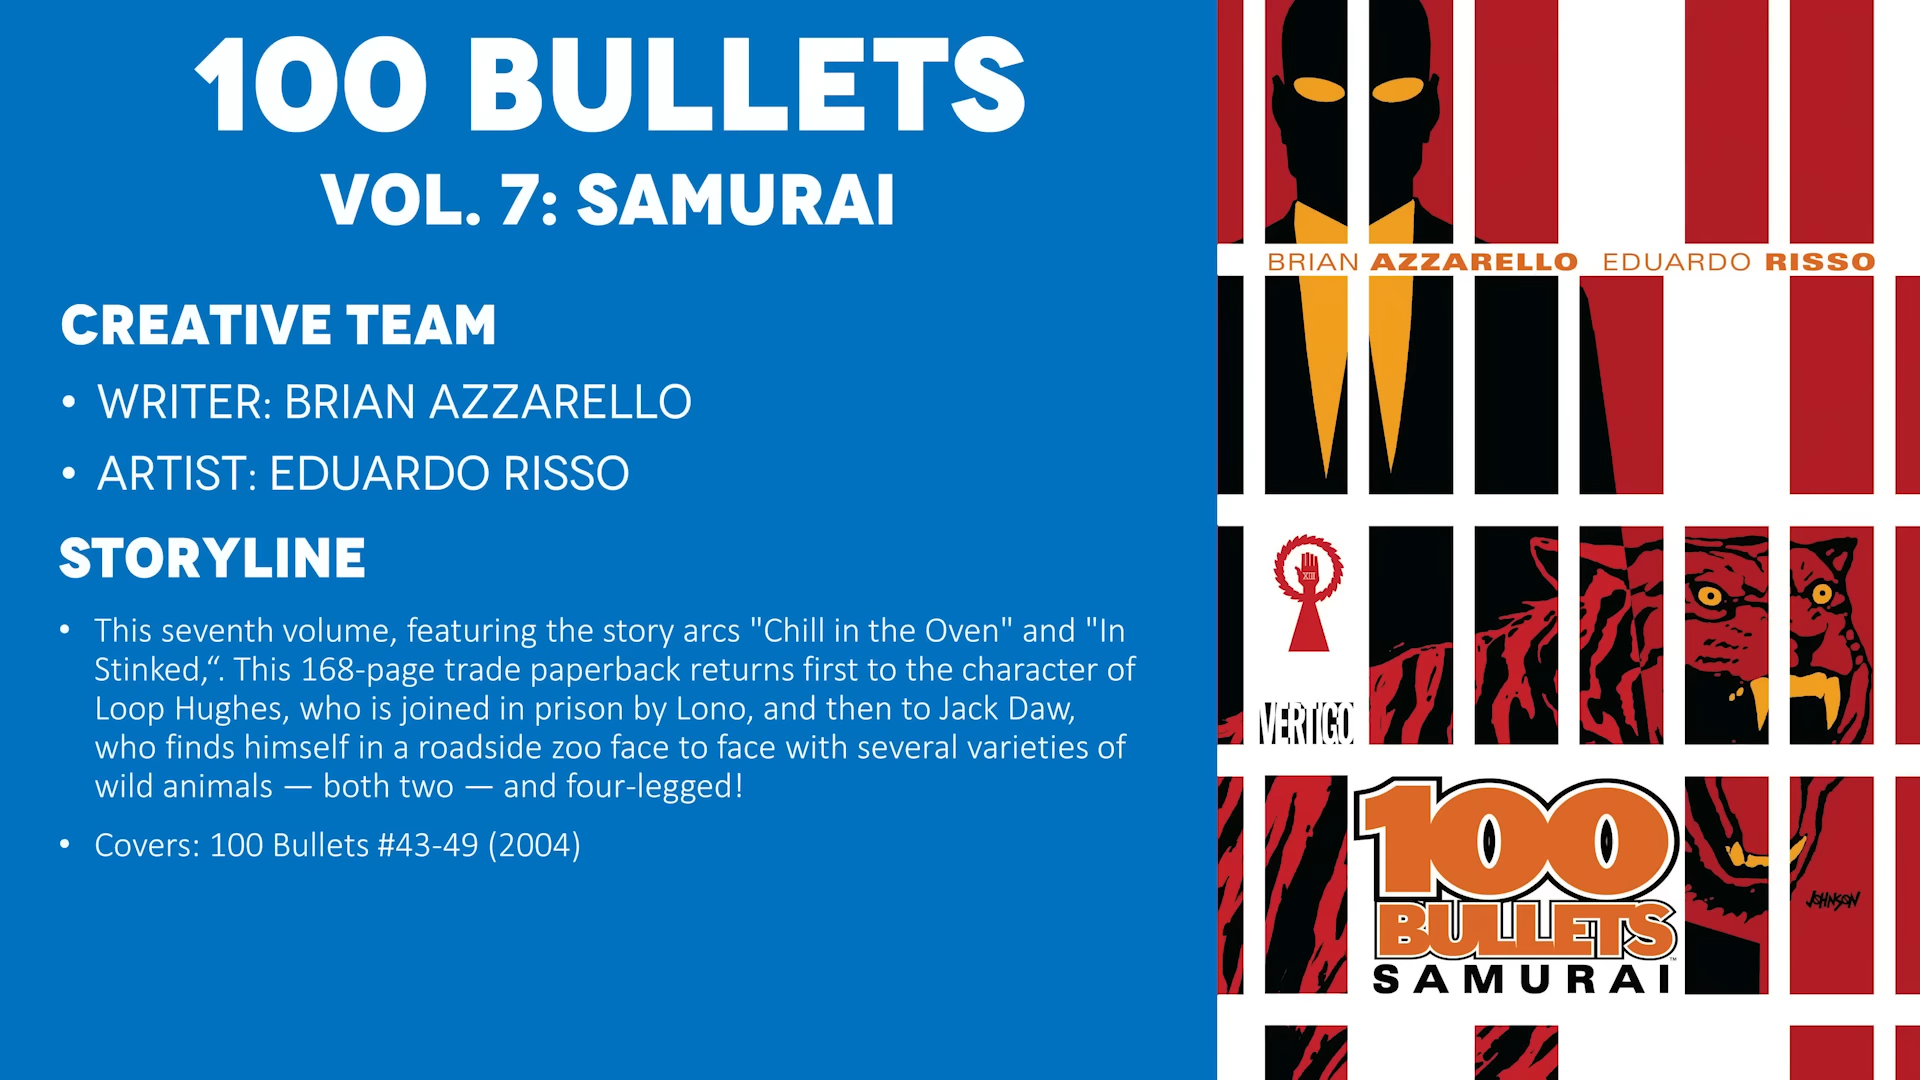 100 BULLETS
VOL. 7: SAMURAI
CREATIVE TEAM
• WRITER: BRIAN AZZARELLO
• ARTIST: EDUARDO RISSO
STORYLINE
• This seventh volume, featuring the story arcs "Chill in the Oven" and "In
Stinked,“. This 168-page trade paperback returns first to the character of
Loop Hughes, who is joined in prison by Lono, and then to Jack Daw,
who finds himself in a roadside zoo face to face with several varieties of
wild animals — both two — and four-legged!
• Covers: 100 Bullets #43-49 (2004)
BRIAN AZZARELLO EDUARDO RISSO
XIII
VERTIGO
100
BULLETS™
SAMURAI
JOHNSON